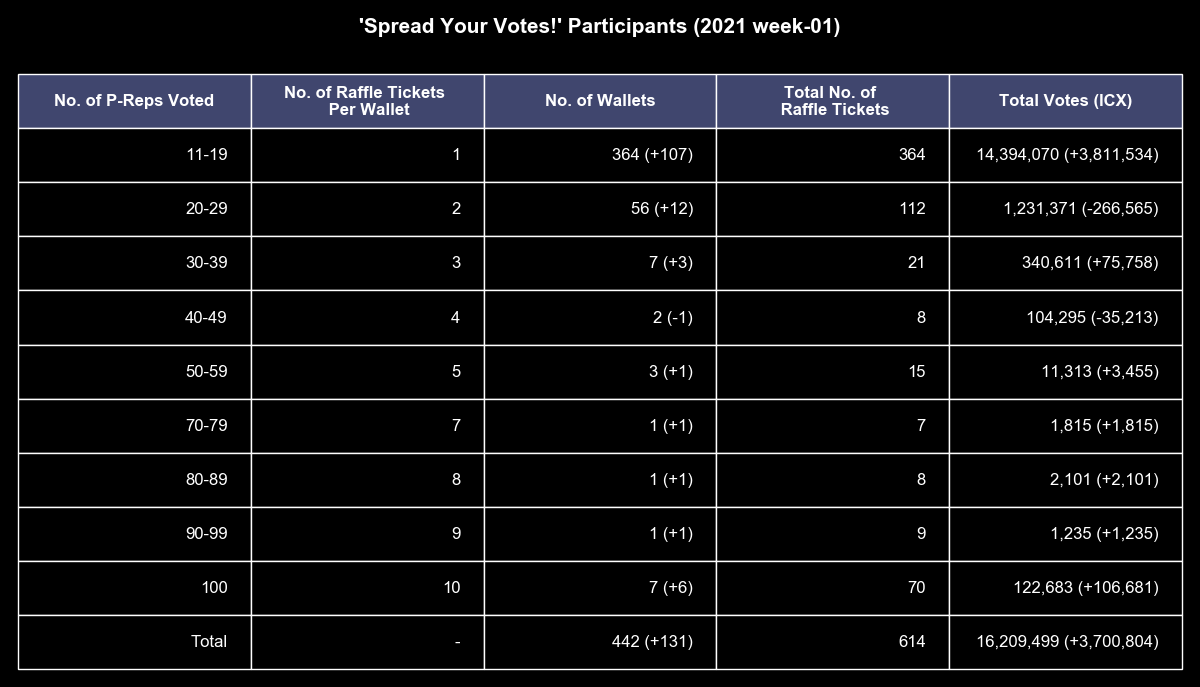 'Spread Your Votes!' Participants (2021 week-01)
No. of P-Reps Voted No. of Raffle Tickets Per Wallet No. of Wallets Total No. of Raffle Tickets Total Votes (ICX)
11-19 1 364 (+107) 364 14,394,070 (+3,811,534)
20-29 2 56 (+12) 112 1,231,371 (-266,565)
30-39 3 7 (+3) 21 340,611 (+75,758)
40-49 4 2 (-1) 8 104,295 (-35,213)
50-59 5 3 (+1) 15 11,313 (+3,455)
70-79 7 1 (+1) 7 1,815 (+1,815)
80-89 8 1 (+1) 8 2,101 (+2,101)
90-99 9 1 (+1) 9 1,235 (+1,235)
100 10 7 (+6) 70 122,683 (+106,681)
Total - 442 (+131) 614 16,209,499 (+3,700,804)